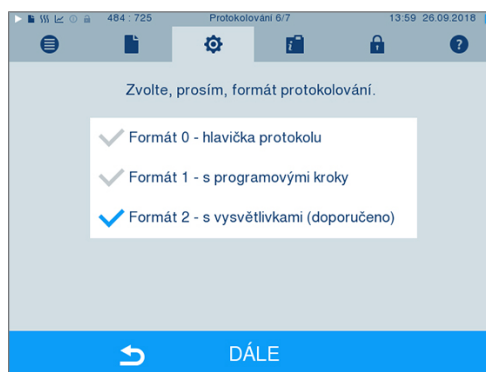 484 : 725 Protokolování 6/7 13:59 26.09.2018
Zvolte, prosím, formát protokolování.
Formát 0 - hlavička protokolu
Formát 1 - s programovými kroky
Formát 2 - s vysvětlivkami (doporučeno)
DÁLE